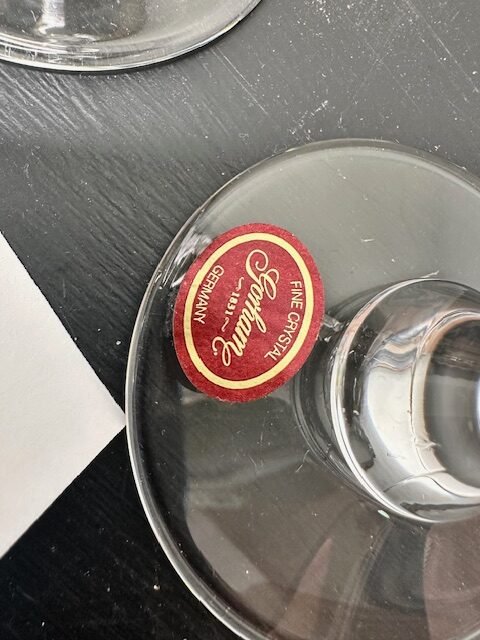 FINE CRYSTAL
Gorham
~ 1831 ~
GERMANY